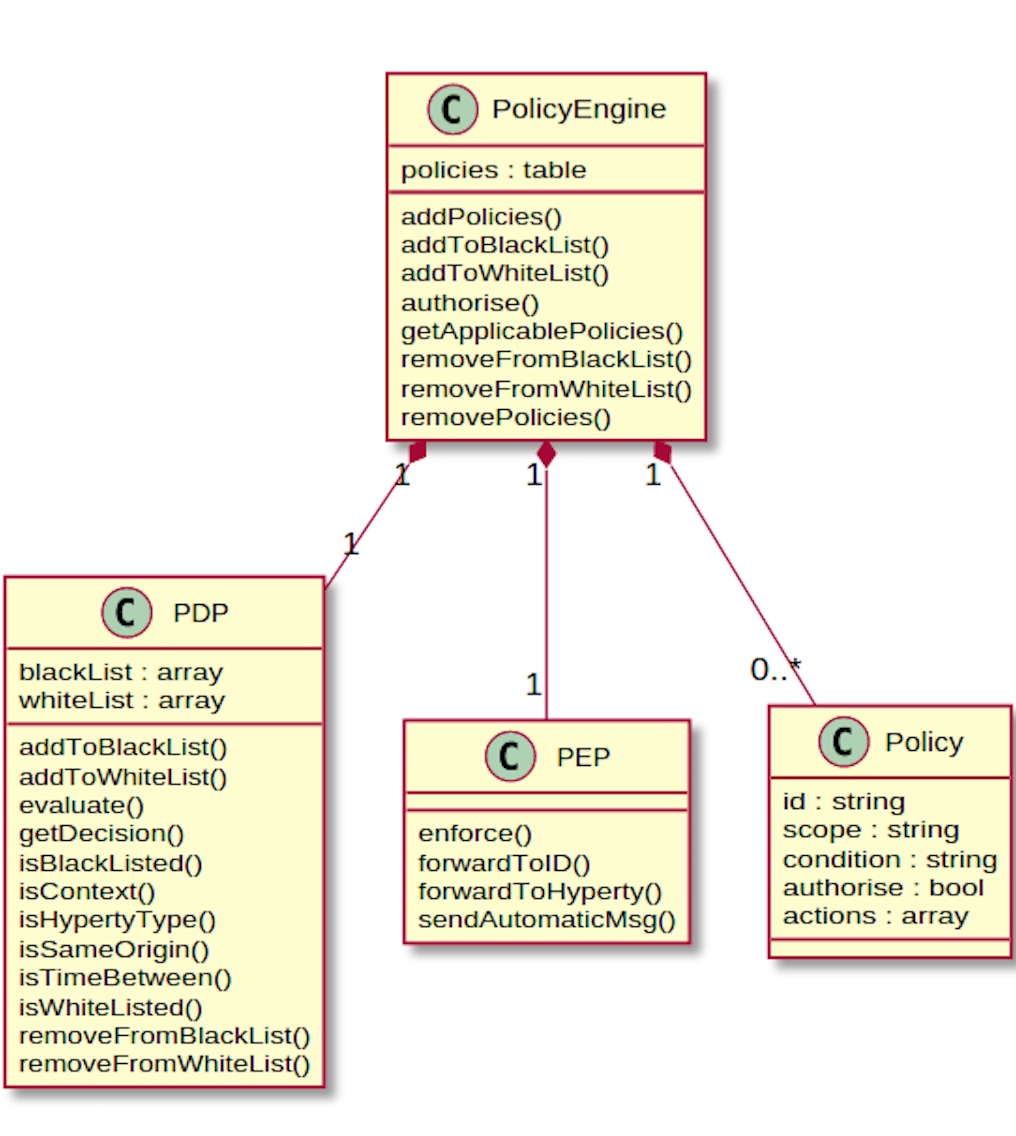 C PolicyEngine
policies : table
addPolicies()
addToBlackList()
addToWhiteList()
authorise()
getApplicablePolicies()
removeFromBlackList()
removeFromWhiteList()
removePolicies()
1
1
1
1
1
0..*
C PDP
blackList : array
whiteList : array
addToBlackList()
addToWhiteList()
evaluate()
getDecision()
isBlackListed()
isContext()
isHypertyType()
isSameOrigin()
isTimeBetween()
isWhiteListed()
removeFromBlackList()
removeFromWhiteList()
C PEP
enforce()
forwardToID()
forwardToHyperty()
sendAutomaticMsg()
C Policy
id : string
scope : string
condition : string
authorise : bool
actions : array